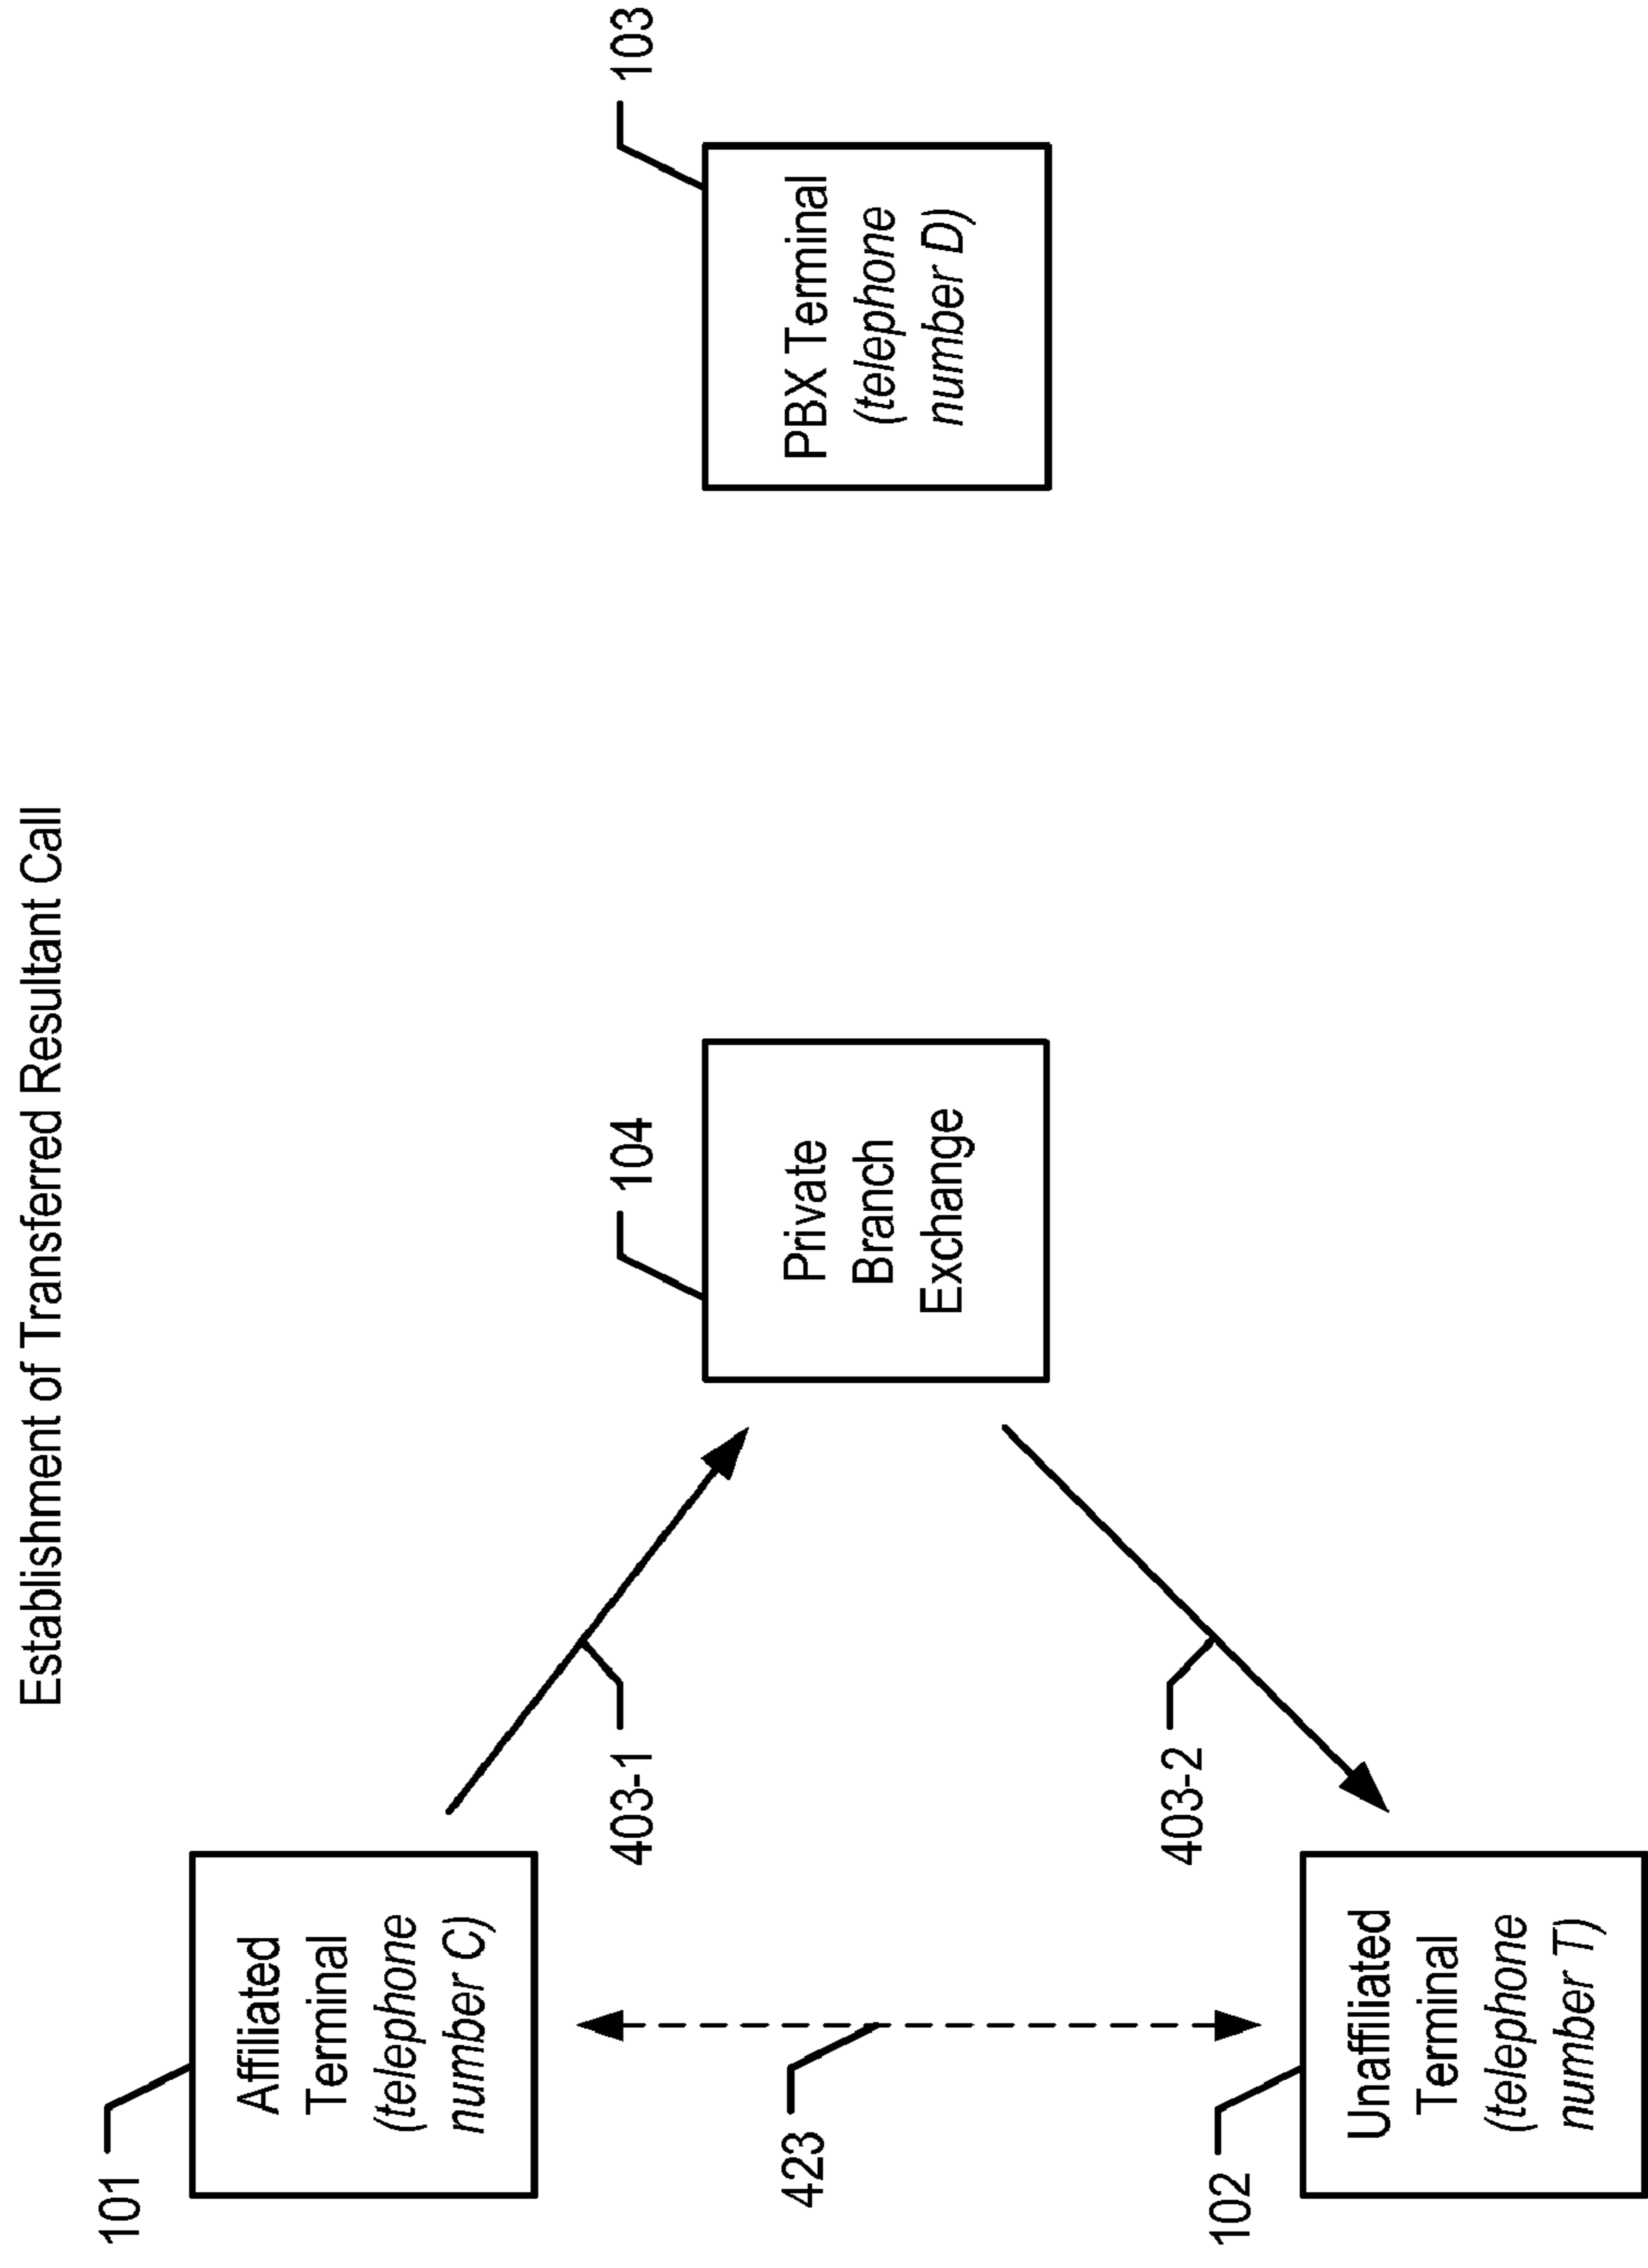 Establishment of Transferred Resultant Call
101
Affiliated
Terminal
(telephone
number C)
403-1
104
Private
Branch
Exchange
103
PBX Terminal
(telephone
number D)
423
403-2
102
Unaffiliated
Terminal
(telephone
number T)